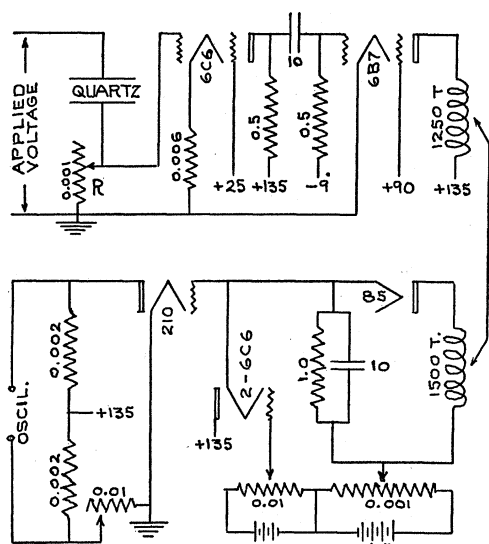 APPLIED VOLTAGE
QUARTZ
0.001
R
6C6
0.006
+25
+135
0.5
10
0.5
-9.
6B7
+90
1250 T.
+135
OSCIL.
0.002
+135
0.002
0.01
210
2-6C6
+135
1.0
10
85
1500 T.
0.01
0.001